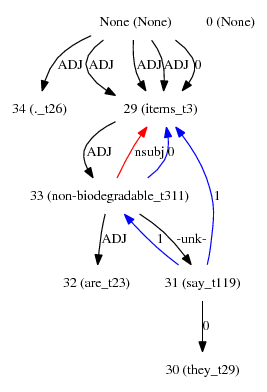 None (None) 0 (None)
ADJ ADJ ADJ ADJ 0
34 (._t26) 29 (items_t3)
ADJ nsubj 0 1
33 (non-biodegradable_t311)
ADJ 1 -unk-
32 (are_t23) 31 (say_t119)
0
30 (they_t29)